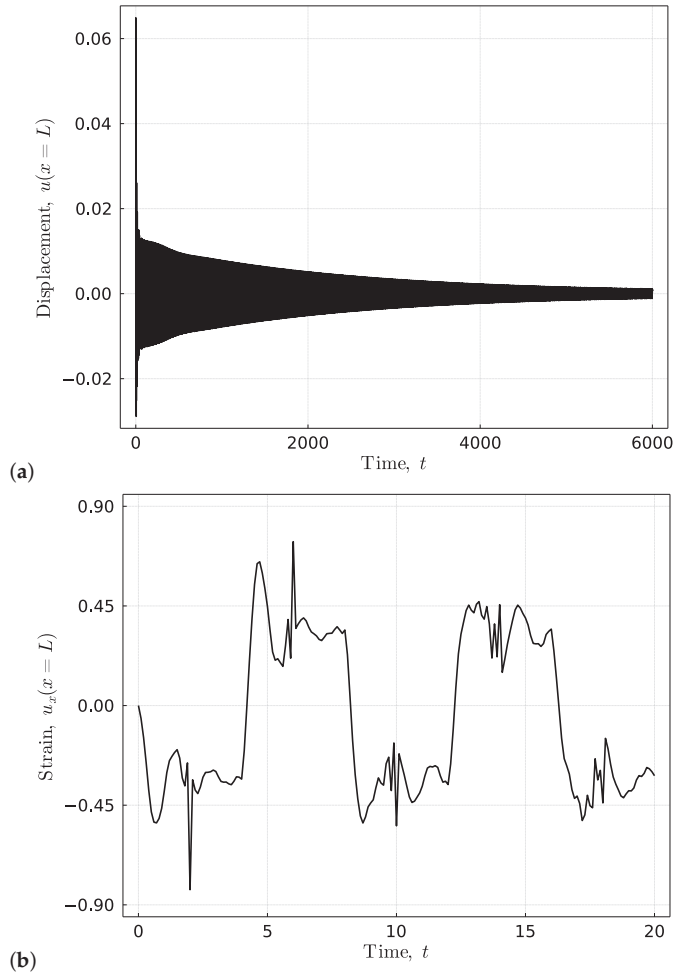 0.06
0.04
0.02
0.00
−0.02
Displacement, u(x = L)
0 2000 4000 6000
Time, t
(a)
0.90
0.45
0.00
−0.45
−0.90
Strain, u_x(x = L)
0 5 10 15 20
Time, t
(b)